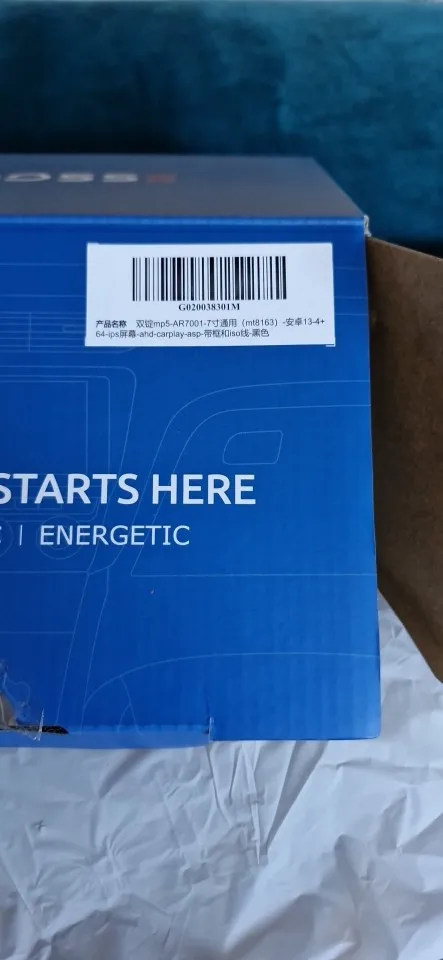 OSS
G020038301M
产品名称 双锭mp5-AR7001-7寸通用（mt8163）-安卓13-4+
64-ips屏幕-ahd-carplay-asp-带框和iso线-黑色
STARTS HERE
| ENERGETIC